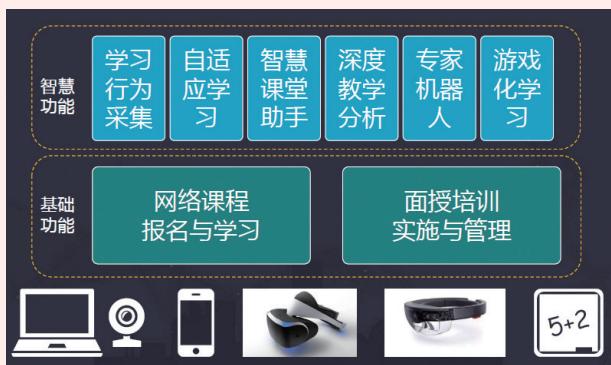 智慧
功能
学习
行为
采集
自适
应学
习
智慧
课堂
助手
深度
教学
分析
专家
机器
人
游戏
化学
习
基础
功能
网络课程
报名与学习
面授培训
实施与管理
5+2